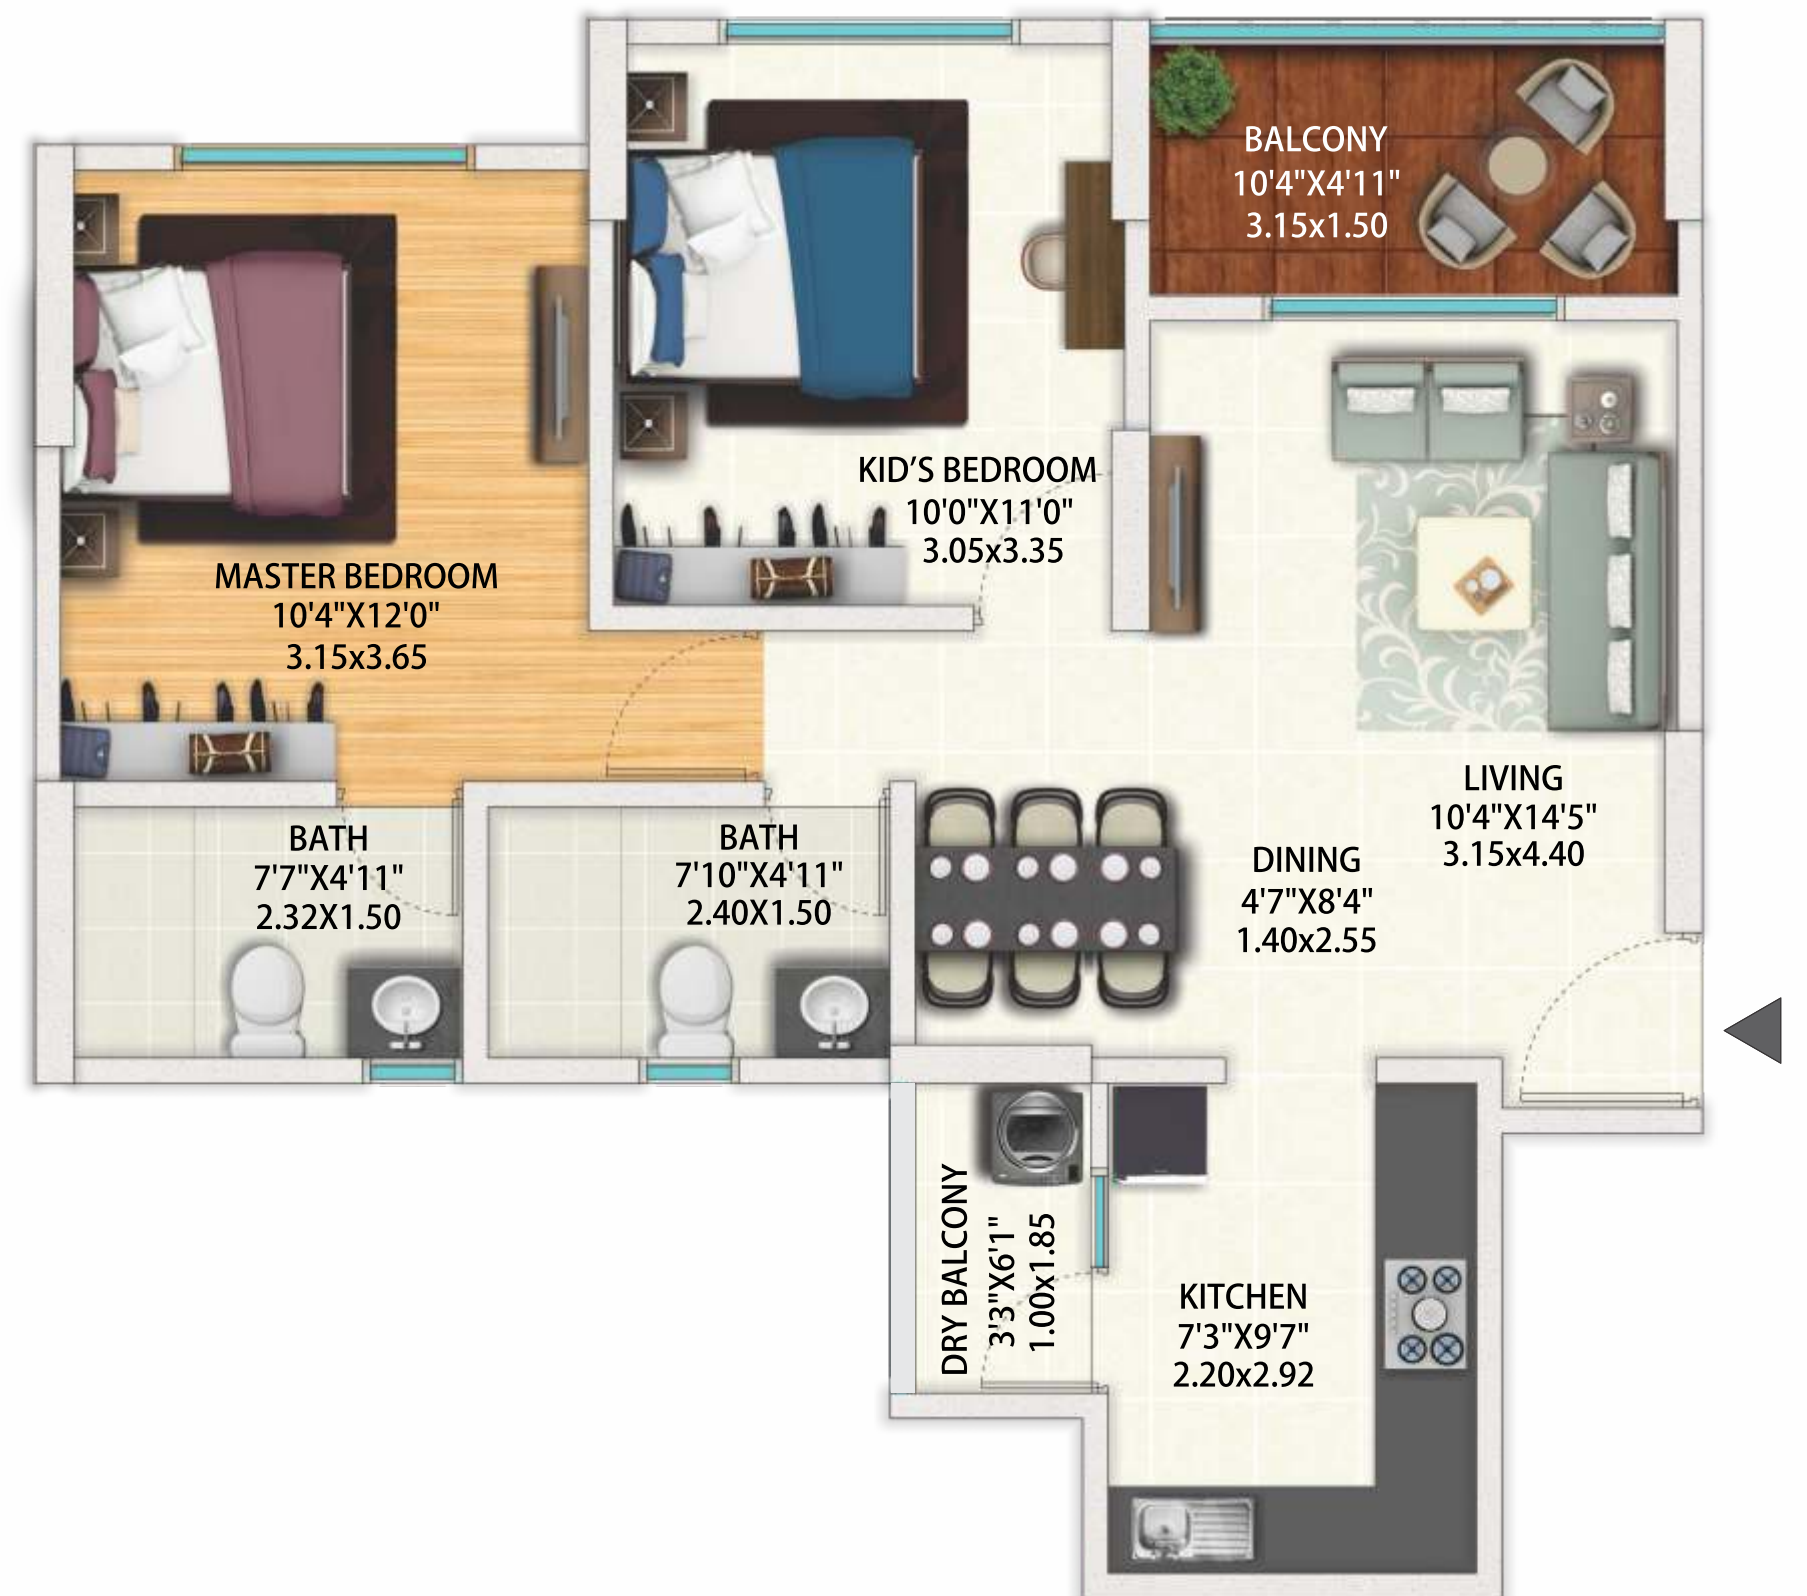 BALCONY
10'4"X4'11"
3.15x1.50
KID'S BEDROOM
10'0"X11'0"
3.05x3.35
MASTER BEDROOM
10'4"X12'0"
3.15x3.65
LIVING
10'4"X14'5"
3.15x4.40
BATH
7'7"X4'11"
2.32X1.50
BATH
7'10"X4'11"
2.40X1.50
DINING
4'7"X8'4"
1.40x2.55
DRY BALCONY
3'3"X6'1"
1.00x1.85
KITCHEN
7'3"X9'7"
2.20x2.92